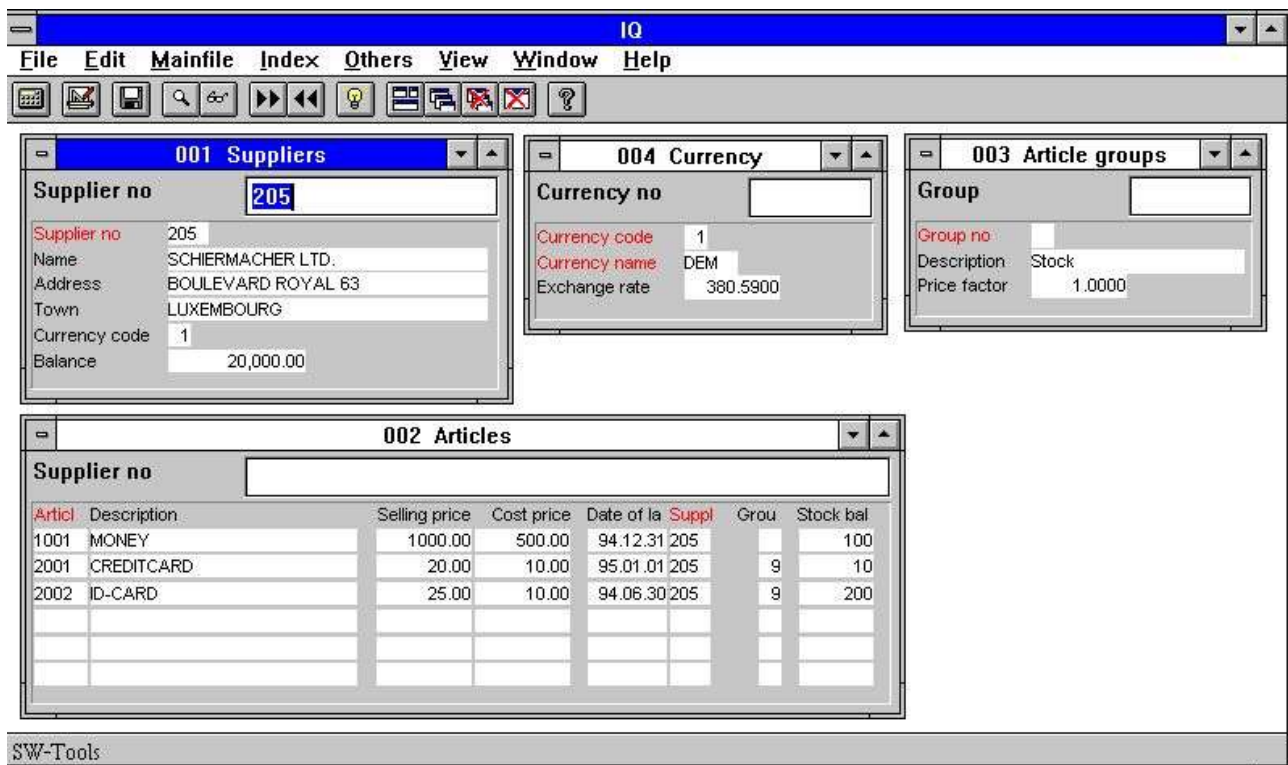 IQ
File Edit Mainfile Index Others View Window Help
001 Suppliers
Supplier no 205
Supplier no 205
Name SCHIERMACHER LTD.
Address BOULEVARD ROYAL 63
Town LUXEMBOURG
Currency code 1
Balance 20,000.00
004 Currency
Currency no
Currency code 1
Currency name DEM
Exchange rate 380.5900
003 Article groups
Group
Group no
Description Stock
Price factor 1.0000
002 Articles
Supplier no
Articl Description Selling price Cost price Date of la Suppl Grou Stock bal
1001 MONEY 1000.00 500.00 94.12.31 205 100
2001 CREDITCARD 20.00 10.00 95.01.01 205 9 10
2002 ID-CARD 25.00 10.00 94.06.30 205 9 200
SW-Tools